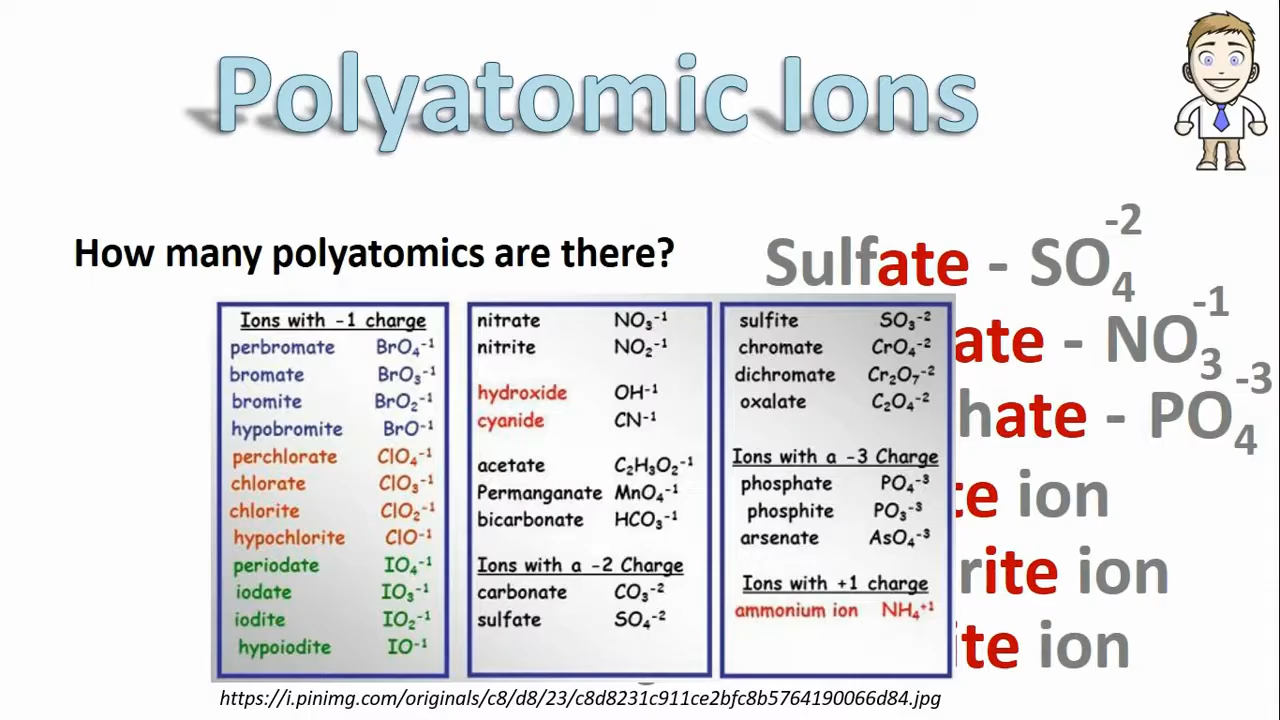 Polyatomic Ions
How many polyatomics are there?
Sulfate - SO₄⁻²
ate - NO₃⁻¹
hate - PO₄⁻³
te ion
rite ion
ite ion
Ions with -1 charge
perbromate BrO₄⁻¹
bromate BrO₃⁻¹
bromite BrO₂⁻¹
hypobromite BrO⁻¹
perchlorate ClO₄⁻¹
chlorate ClO₃⁻¹
chlorite ClO₂⁻¹
hypochlorite ClO⁻¹
periodate IO₄⁻¹
iodate IO₃⁻¹
iodite IO₂⁻¹
hypoiodite IO⁻¹
nitrate NO₃⁻¹
nitrite NO₂⁻¹
hydroxide OH⁻¹
cyanide CN⁻¹
acetate C₂H₃O₂⁻¹
Permanganate MnO₄⁻¹
bicarbonate HCO₃⁻¹
Ions with a -2 Charge
carbonate CO₃⁻²
sulfate SO₄⁻²
sulfite SO₃⁻²
chromate CrO₄⁻²
dichromate Cr₂O₇⁻²
oxalate C₂O₄⁻²
Ions with a -3 Charge
phosphate PO₄⁻³
phosphite PO₃⁻³
arsenate AsO₄⁻³
Ions with +1 charge
ammonium ion NH₄⁺¹
https://i.pinimg.com/originals/c8/d8/23/c8d8231c911ce2bfc8b5764190066d84.jpg